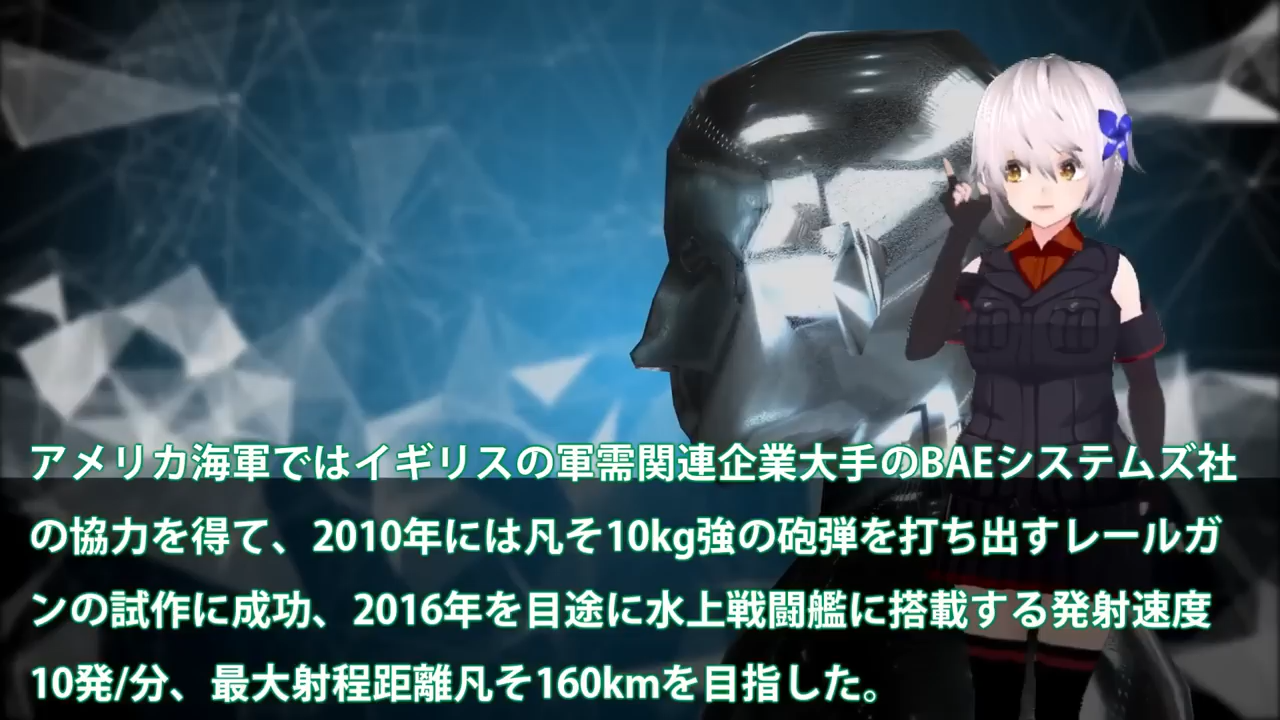 アメリカ海軍ではイギリスの軍需関連企業大手のBAEシステムズ社
の協力を得て、2010年には凡そ10kg強の砲弾を打ち出すレールガ
ンの試作に成功、2016年を目途に水上戦闘艦に搭載する発射速度
10発/分、最大射程距離凡そ160kmを目指した。